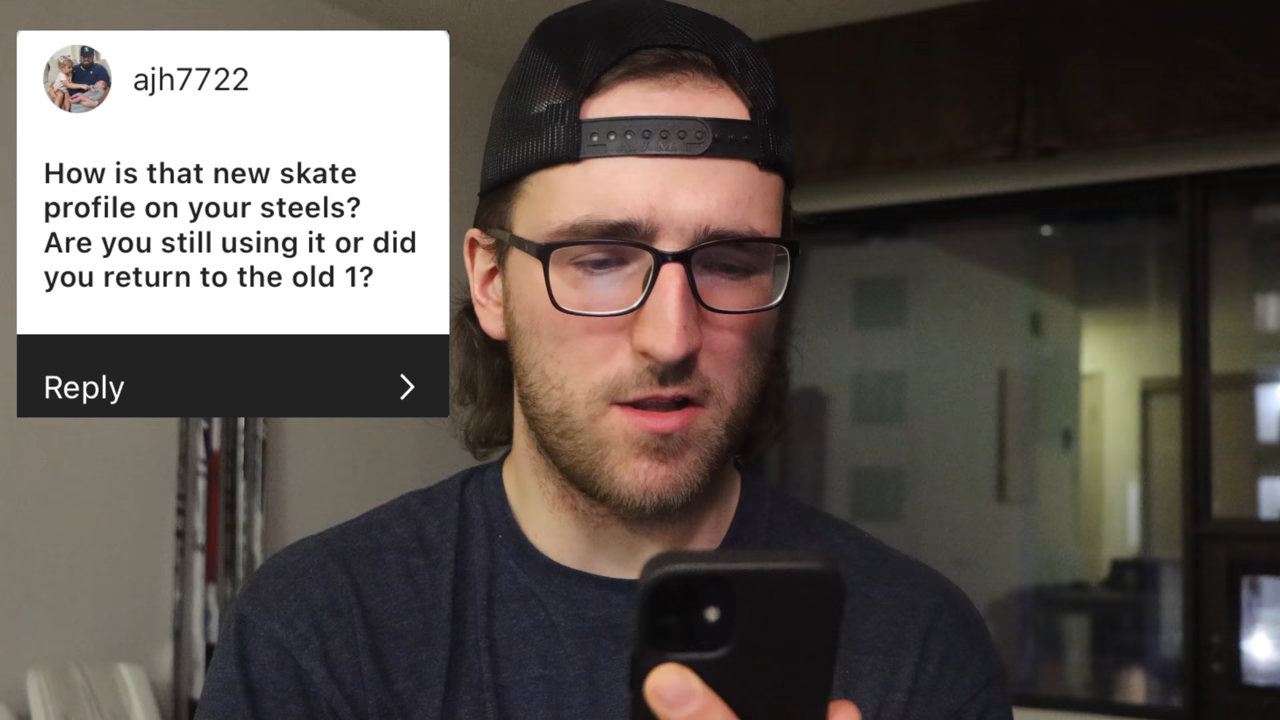 ajh7722
How is that new skate
profile on your steels?
Are you still using it or did
you return to the old 1?
Reply